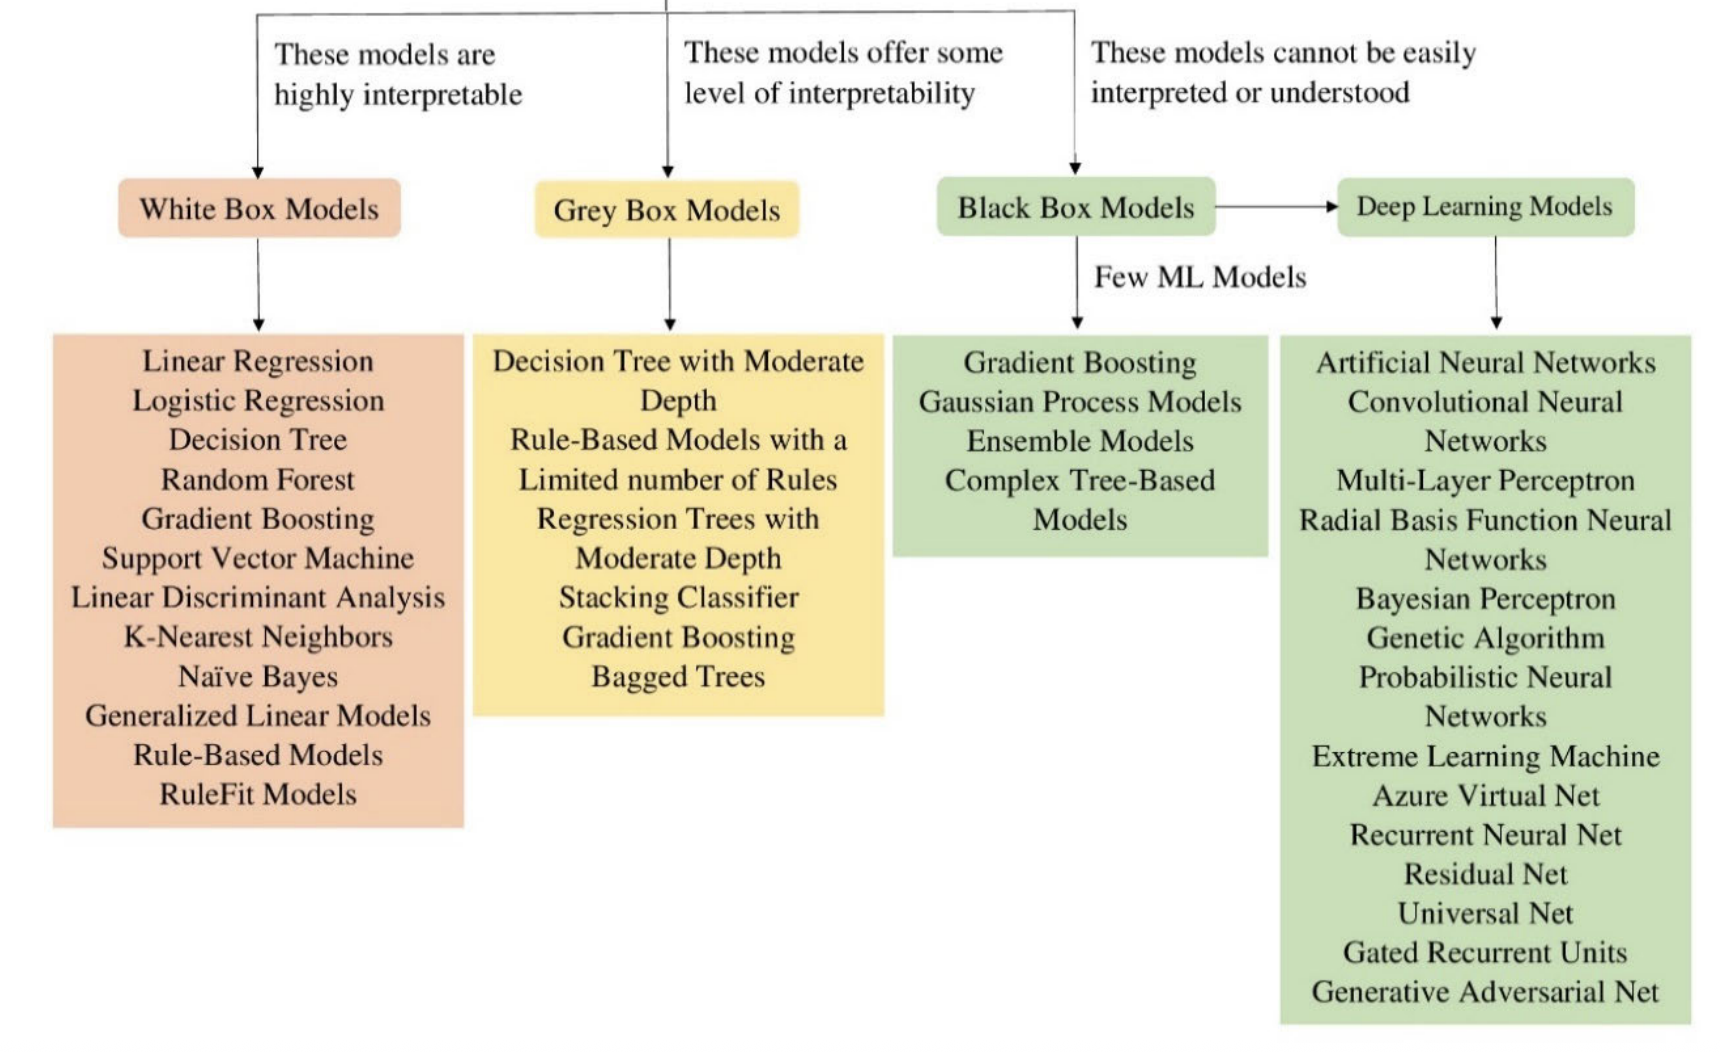 These models are
highly interpretable
These models offer some
level of interpretability
These models cannot be easily
interpreted or understood
White Box Models
Grey Box Models
Black Box Models
Deep Learning Models
Few ML Models
Linear Regression
Logistic Regression
Decision Tree
Random Forest
Gradient Boosting
Support Vector Machine
Linear Discriminant Analysis
K-Nearest Neighbors
Naïve Bayes
Generalized Linear Models
Rule-Based Models
RuleFit Models
Decision Tree with Moderate
Depth
Rule-Based Models with a
Limited number of Rules
Regression Trees with
Moderate Depth
Stacking Classifier
Gradient Boosting
Bagged Trees
Gradient Boosting
Gaussian Process Models
Ensemble Models
Complex Tree-Based
Models
Artificial Neural Networks
Convolutional Neural
Networks
Multi-Layer Perceptron
Radial Basis Function Neural
Networks
Bayesian Perceptron
Genetic Algorithm
Probabilistic Neural
Networks
Extreme Learning Machine
Azure Virtual Net
Recurrent Neural Net
Residual Net
Universal Net
Gated Recurrent Units
Generative Adversarial Net